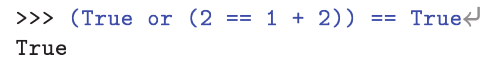 >>> (True or (2 == 1 + 2)) == True↵
True